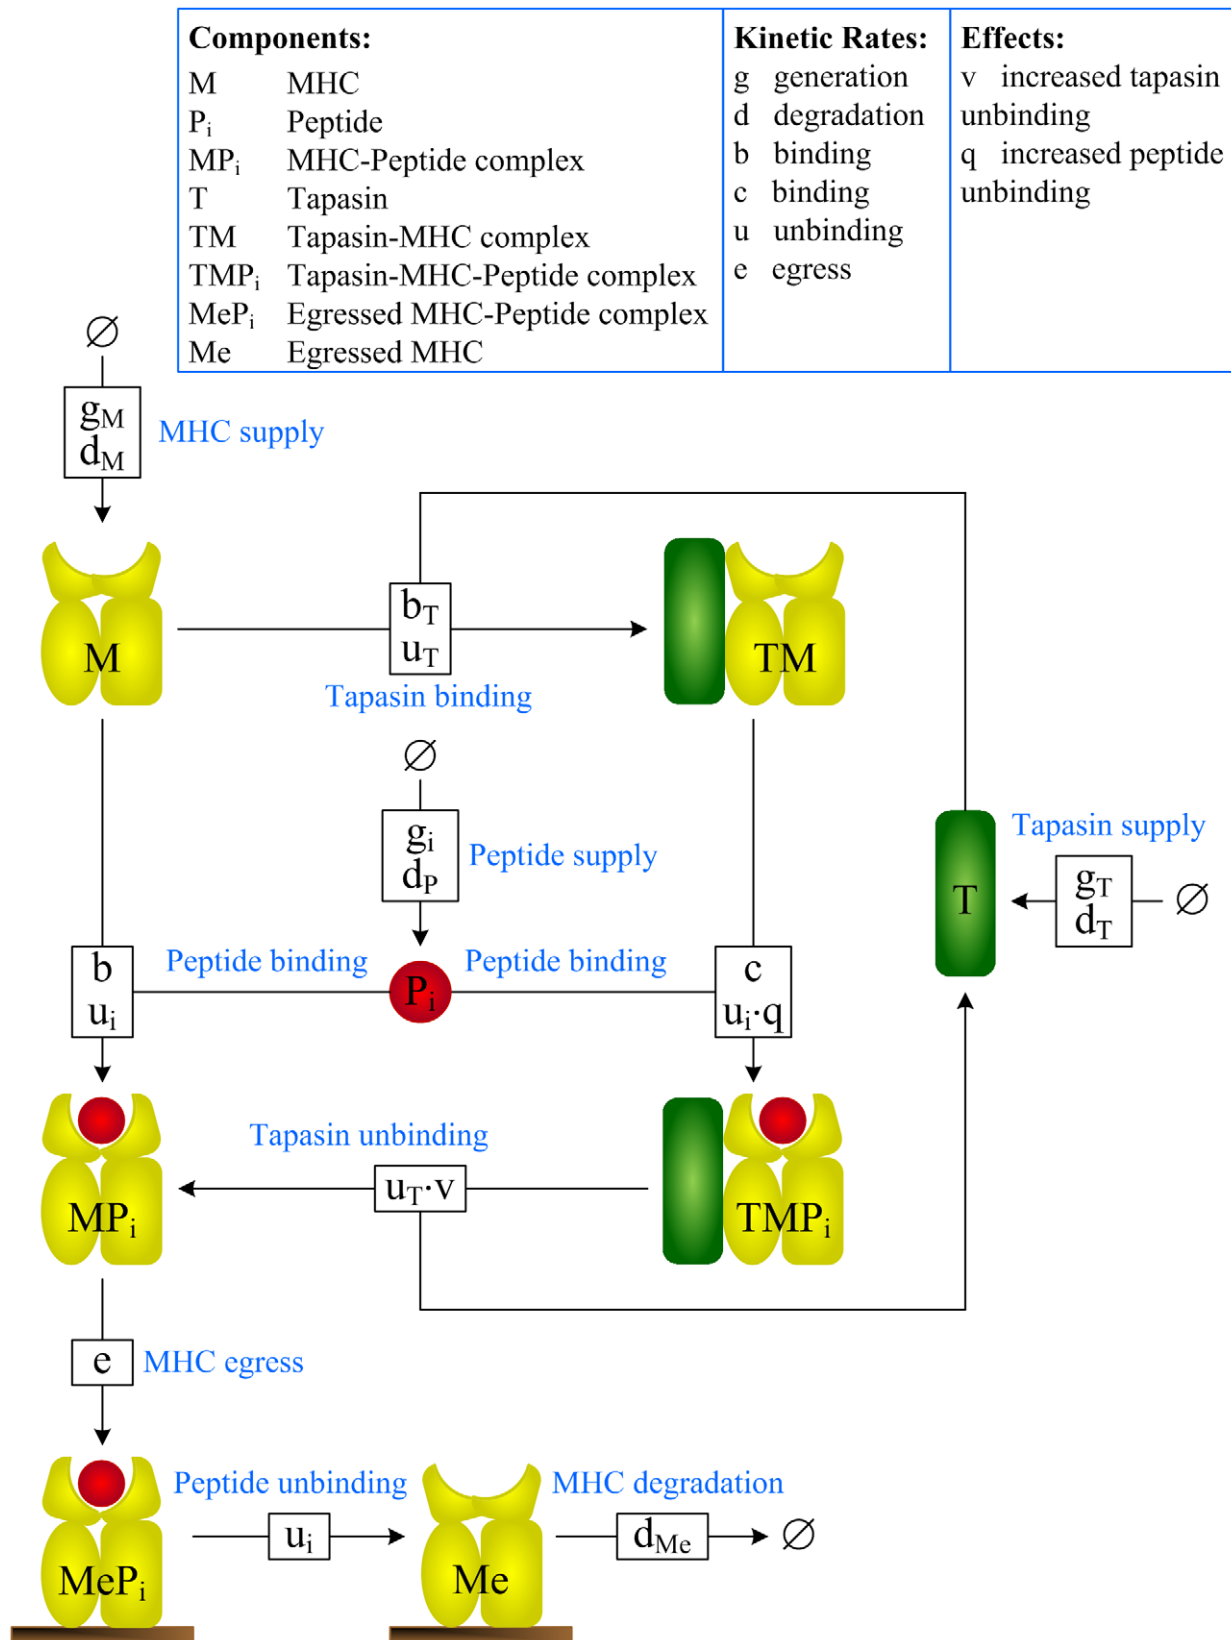 Components:
M MHC
Pi Peptide
MPi MHC-Peptide complex
T Tapasin
TM Tapasin-MHC complex
TMPi Tapasin-MHC-Peptide complex
MePi Egressed MHC-Peptide complex
Me Egressed MHC
Kinetic Rates:
g generation
d degradation
b binding
c binding
u unbinding
e egress
Effects:
v increased tapasin
unbinding
q increased peptide
unbinding
∅
gM
dM
MHC supply
M
bT
uT
Tapasin binding
TM
∅
gi
dP
Peptide supply
T
Tapasin supply
gT
dT
∅
b
ui
Peptide binding
Pi
Peptide binding
c
ui·q
MPi
Tapasin unbinding
uT·v
TMPi
e
MHC egress
MePi
Peptide unbinding
ui
Me
MHC degradation
dMe
∅